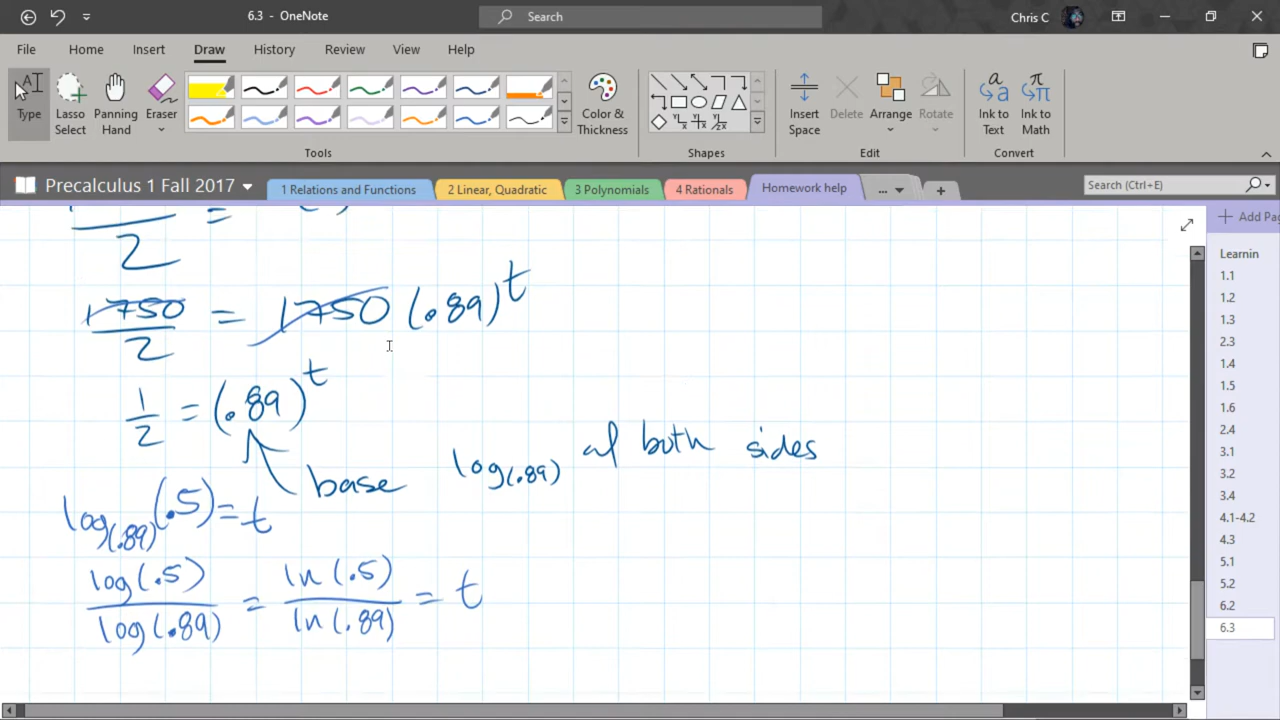 6.3 - OneNote
Search
Chris C
File Home Insert Draw History Review View Help
Type
Lasso Select
Panning Hand
Eraser
Color & Thickness
Insert Space
Delete
Arrange
Rotate
Ink to Text
Ink to Math
Tools
Shapes
Edit
Convert
Precalculus 1 Fall 2017
1 Relations and Functions
2 Linear, Quadratic
3 Polynomials
4 Rationals
Homework help
...
+
Search (Ctrl+E)
+ Add Pag
Learnin
1.1
1.2
1.3
2.3
1.4
1.5
1.6
2.4
3.1
3.2
3.4
4.1-4.2
4.3
5.1
5.2
6.2
6.3
2 =
1750/2 = 1750 (.89)^t
1/2 = (.89)^t
base
log(.89) of both sides
log(.89) (.5) = t
log(.5)/log(.89) = ln(.5)/ln(.89) = t